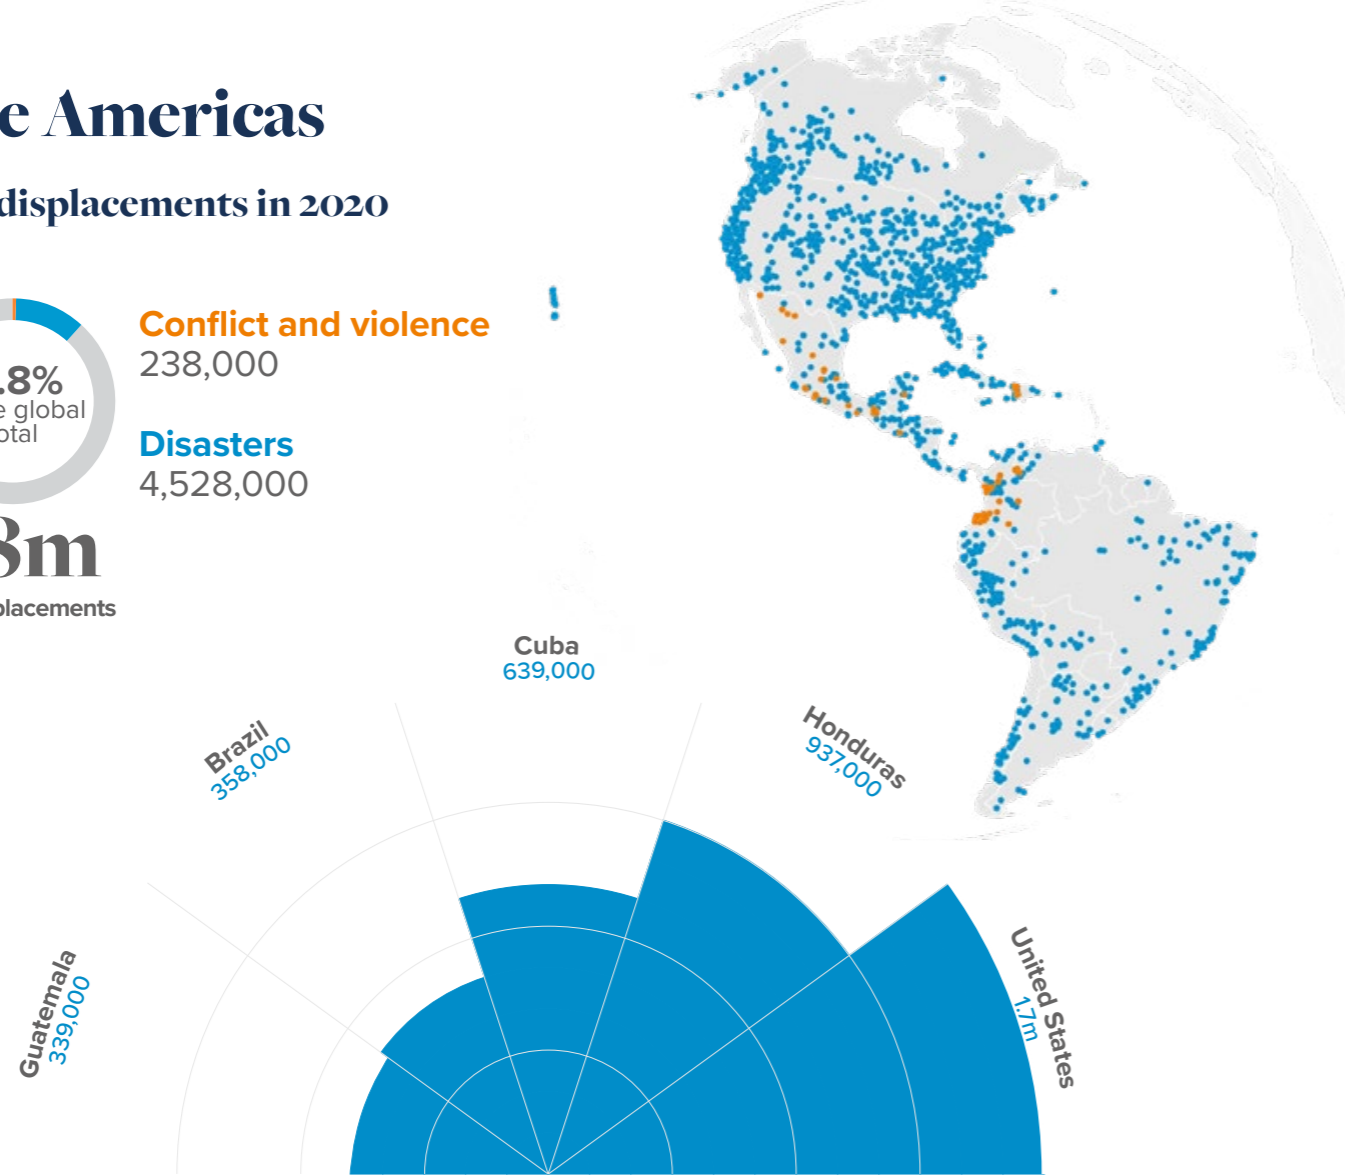 e Americas
displacements in 2020
Conflict and violence
238,000
.8%
e global
otal
Disasters
4,528,000
8m
placements
Cuba
639,000
Brazil
358,000
Honduras
937,000
Guatemala
339,000
United States
1.7m